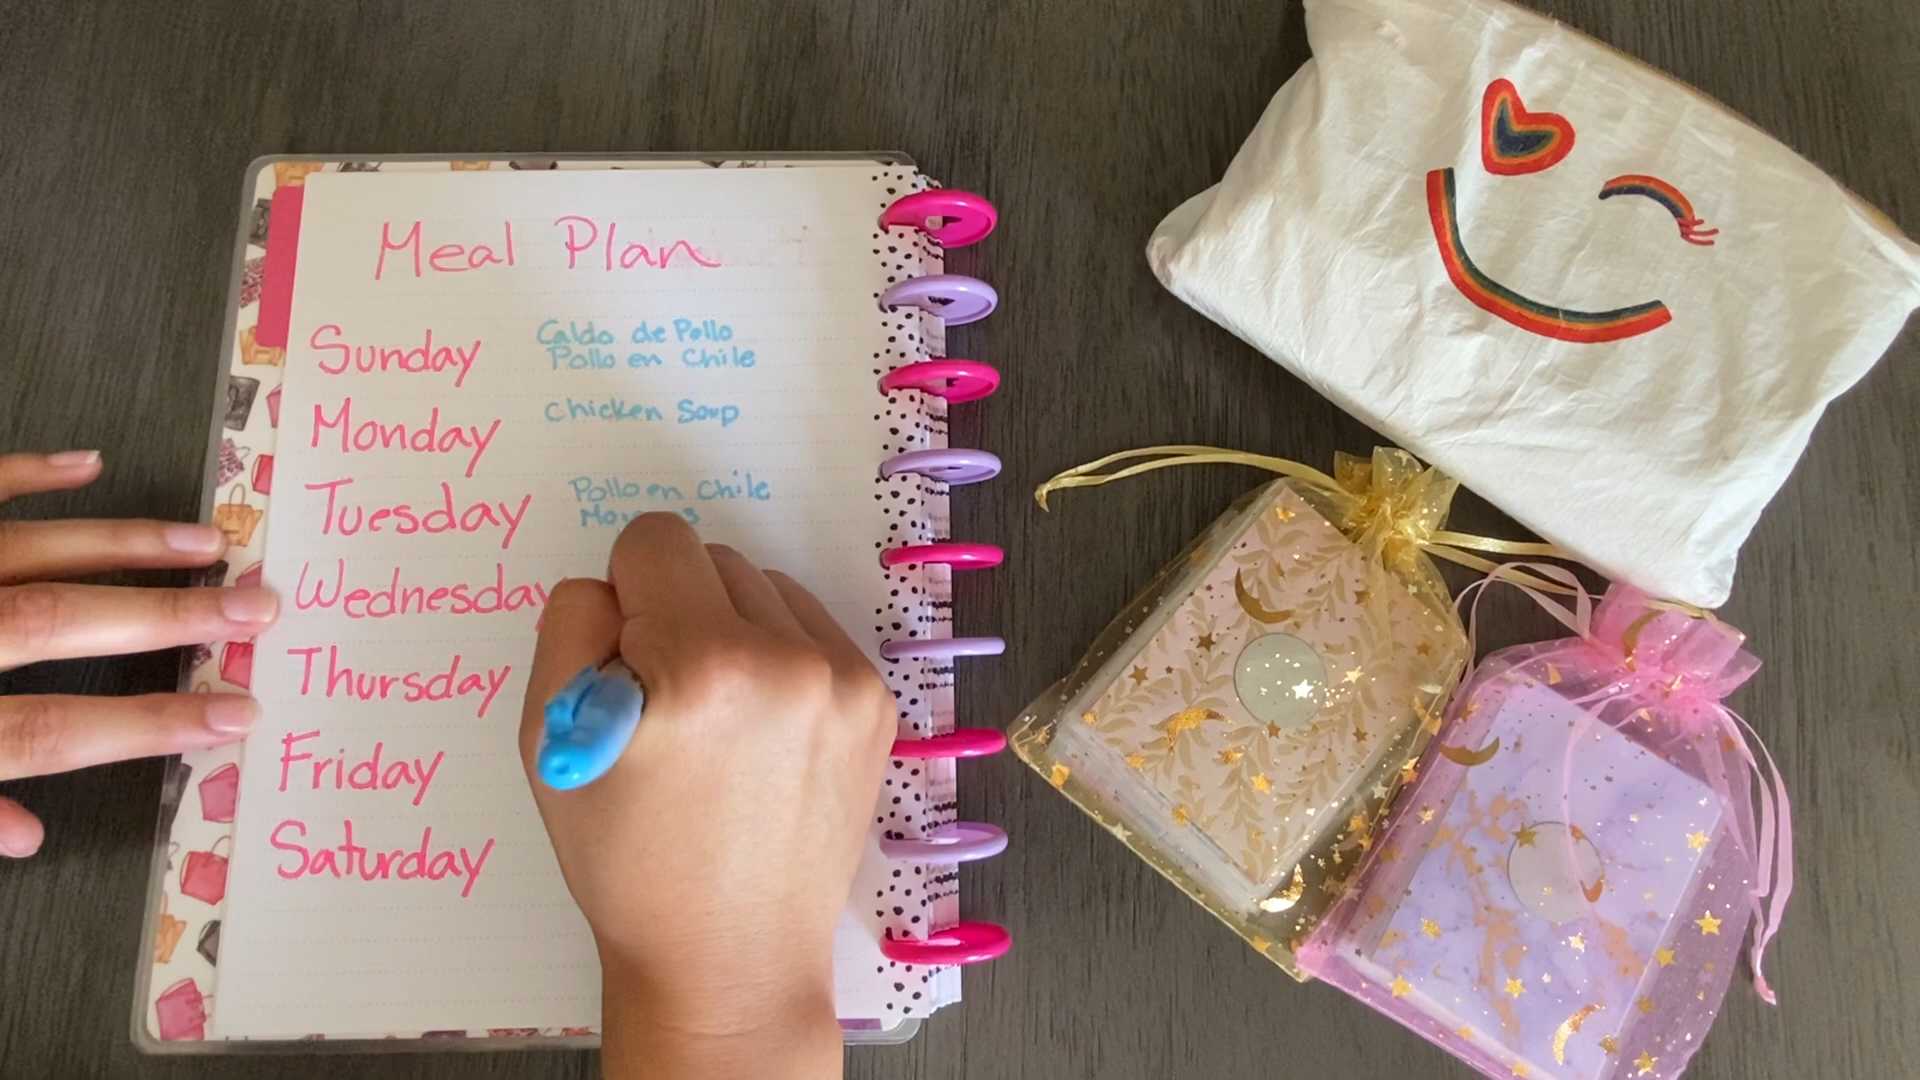 Meal Plan
Sunday
Caldo de Pollo
Pollo en Chile
Monday
Chicken Soup
Tuesday
Pollo en Chile
Wednesday
Thursday
Friday
Saturday